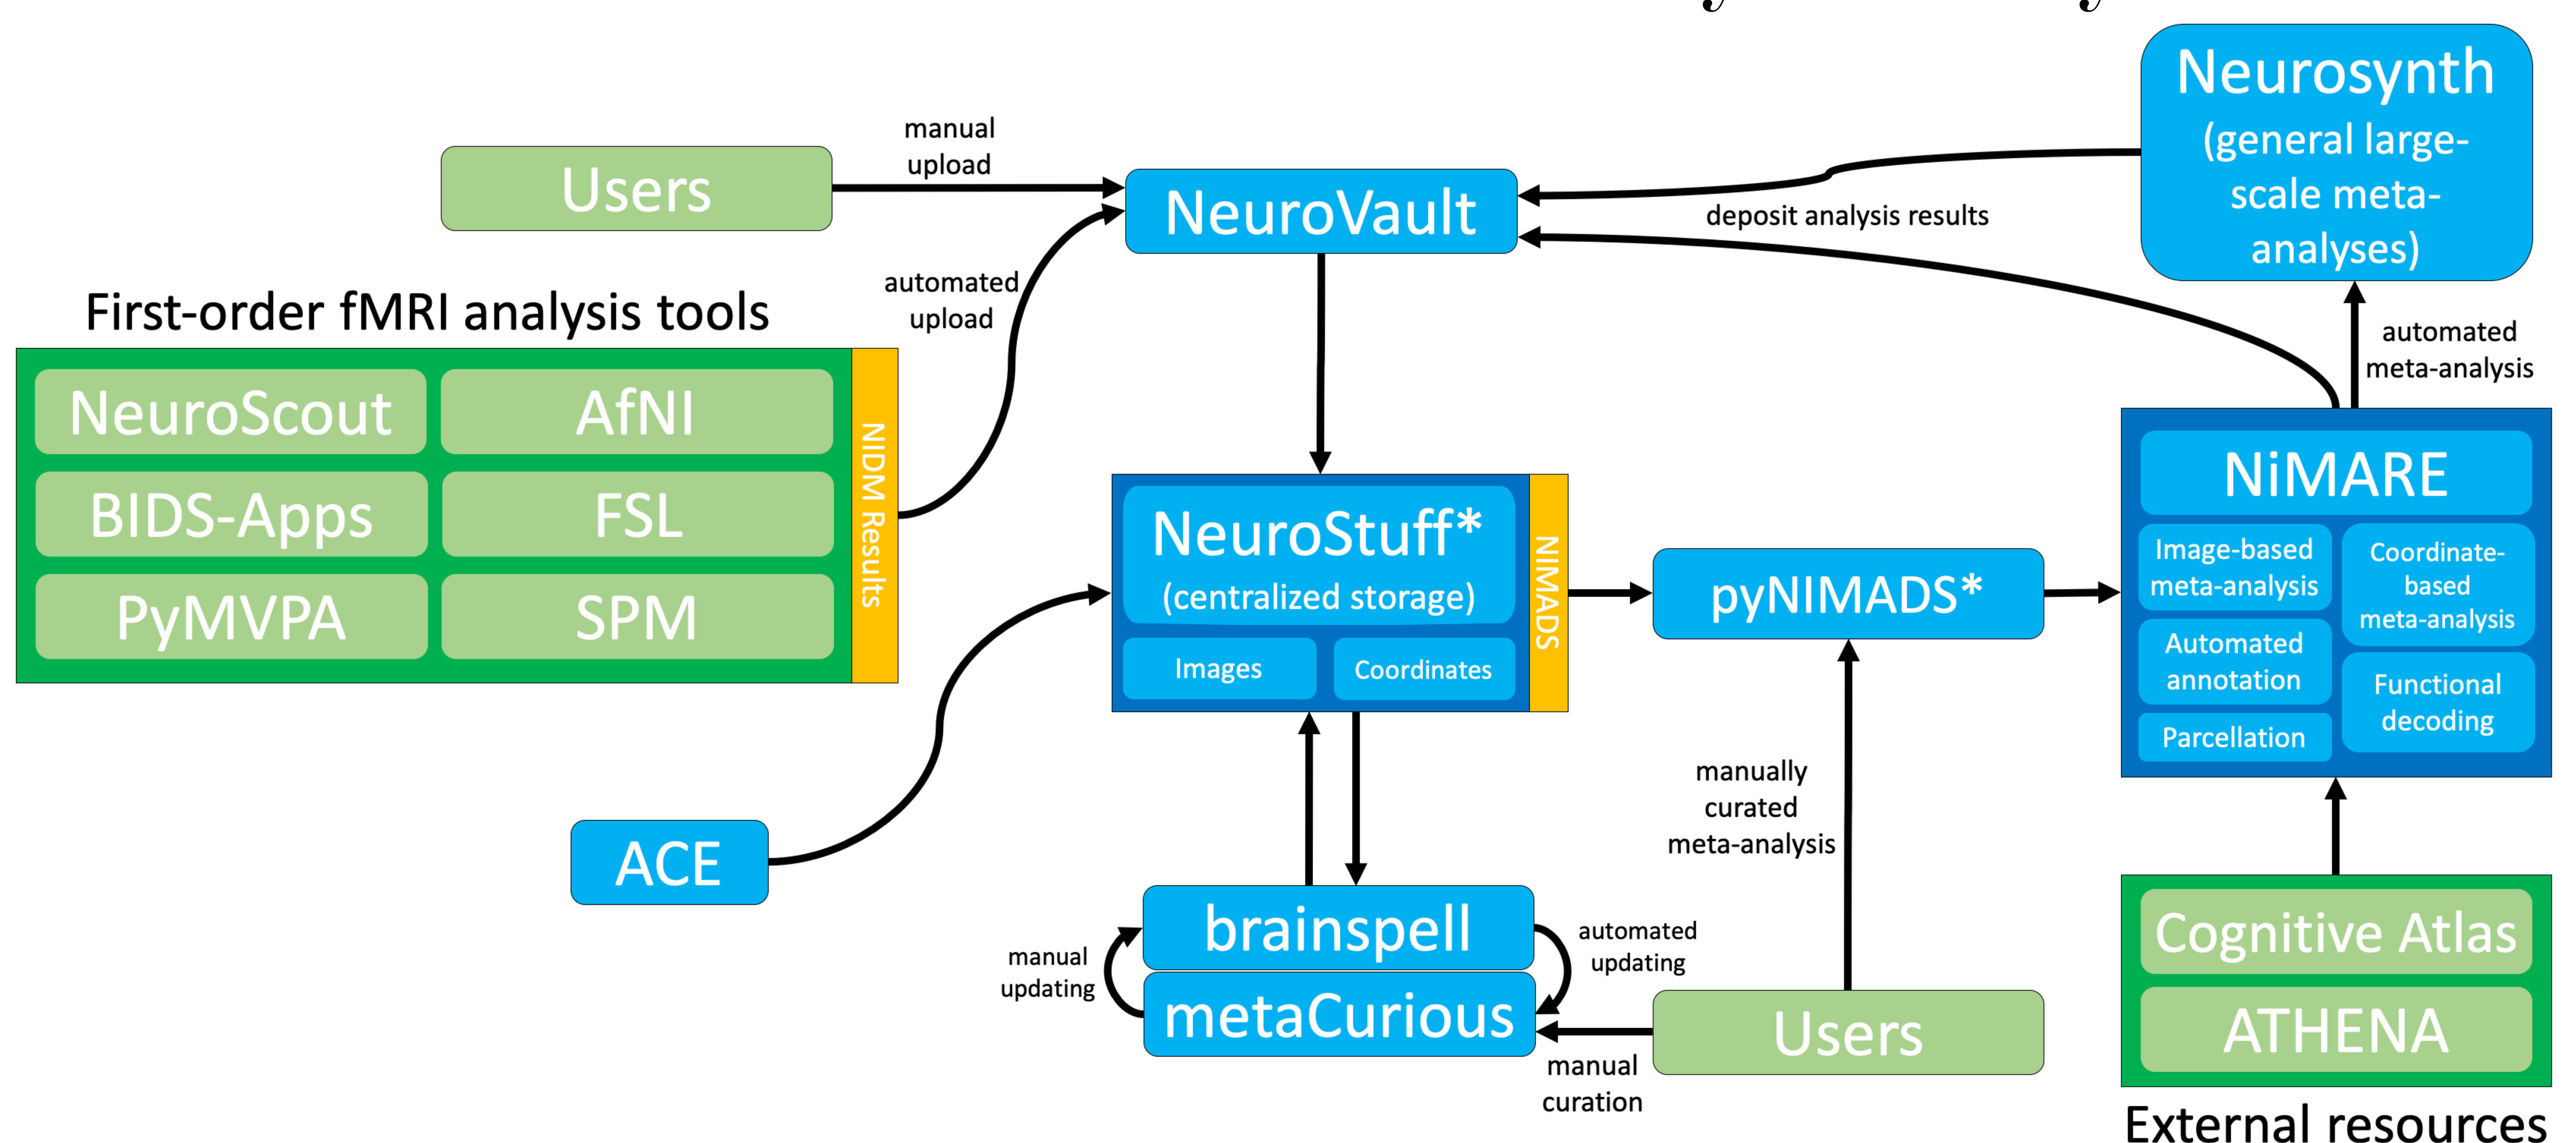 Neurosynth
(general large-
scale meta-
analyses)
manual
upload
Users
NeuroVault
deposit analysis results
automated
upload
First-order fMRI analysis tools
automated
meta-analysis
NeuroScout
AfNI
BIDS-Apps
FSL
PyMVPA
SPM
NIDM Results
NeuroStuff*
(centralized storage)
Images
Coordinates
NIMADS
pyNIMADS*
NiMARE
Image-based
meta-analysis
Coordinate-
based
meta-analysis
Automated
annotation
Functional
decoding
Parcellation
manually
curated
meta-analysis
ACE
brainspell
metaCurious
manual
updating
automated
updating
Users
manual
curation
Cognitive Atlas
ATHENA
External resources